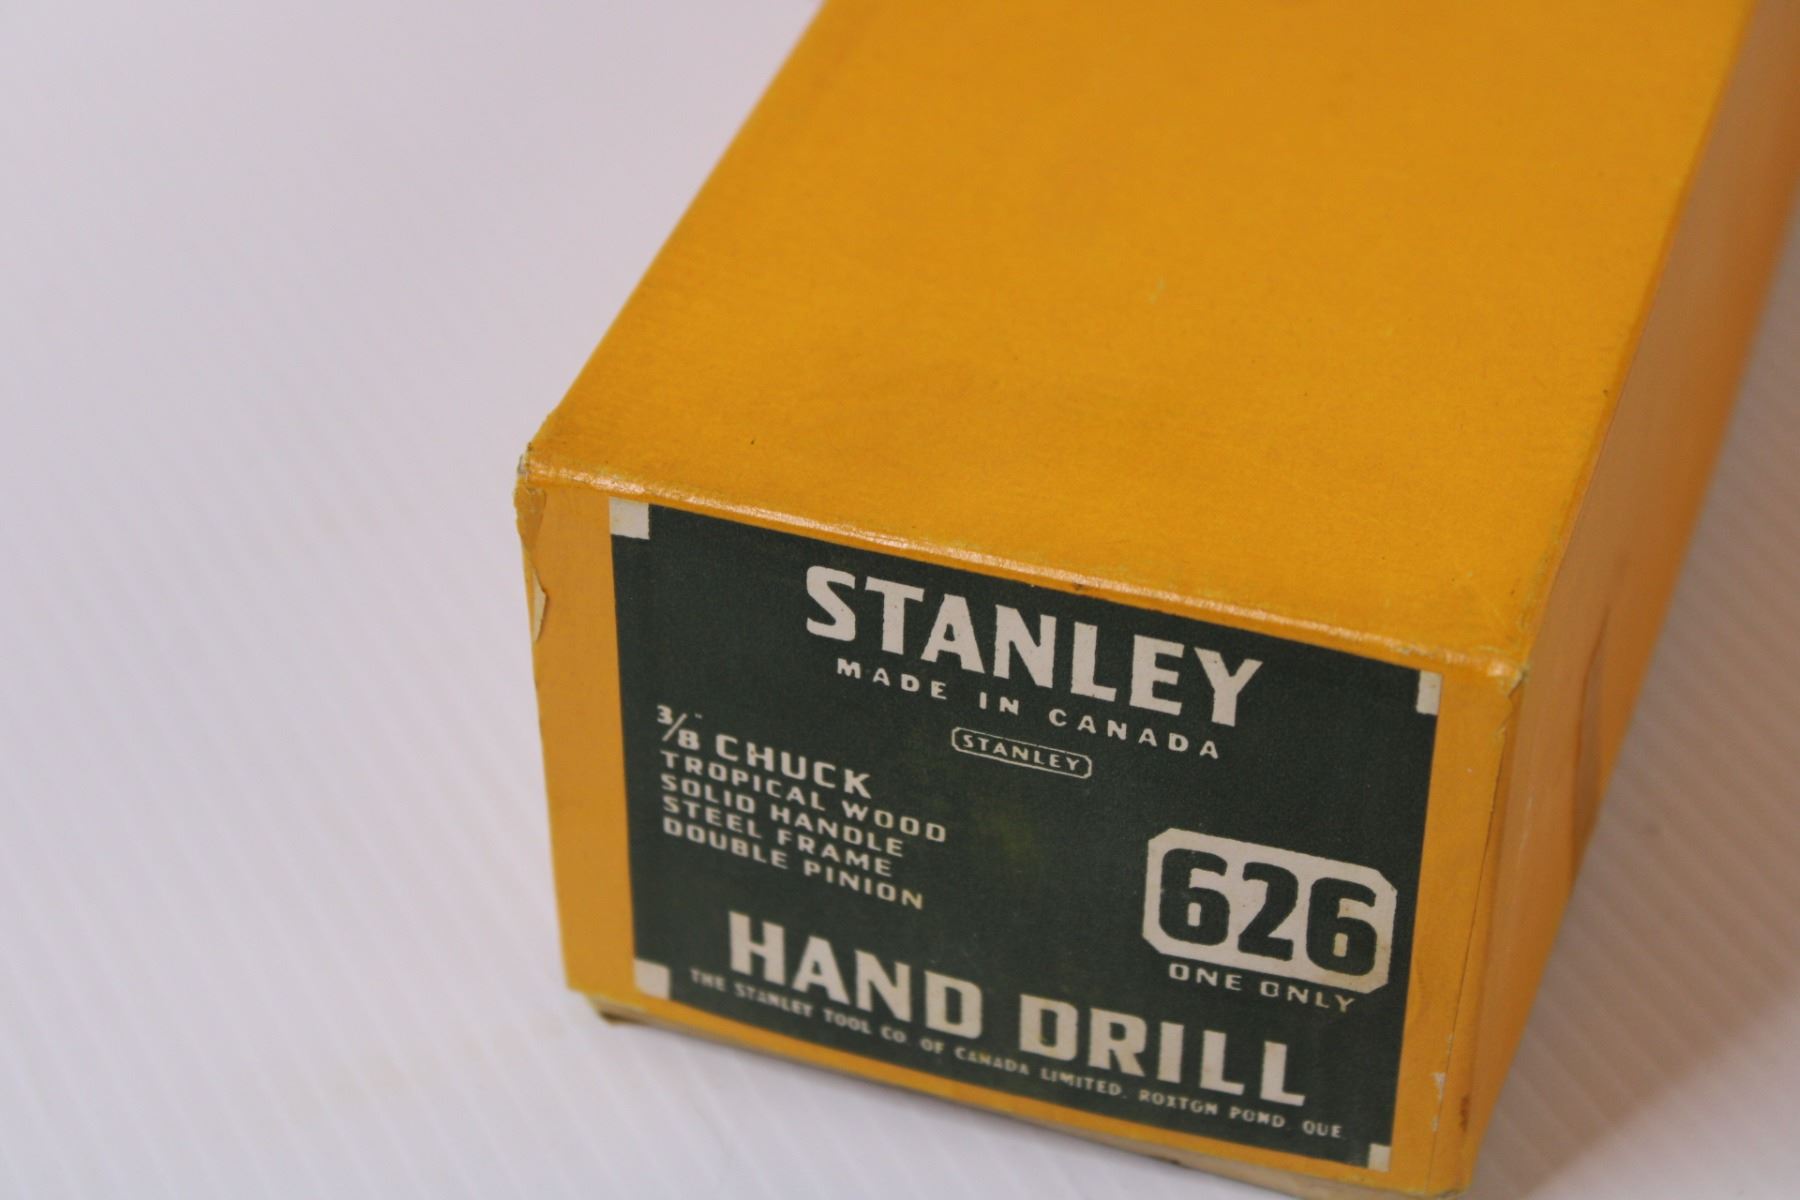 STANLEY
MADE IN CANADA
STANLEY
3/8" CHUCK
TROPICAL WOOD
SOLID HANDLE
STEEL FRAME
DOUBLE PINION
626
ONE ONLY
HAND DRILL
THE STANLEY TOOL CO. OF CANADA LIMITED. ROXTON POND. QUE.